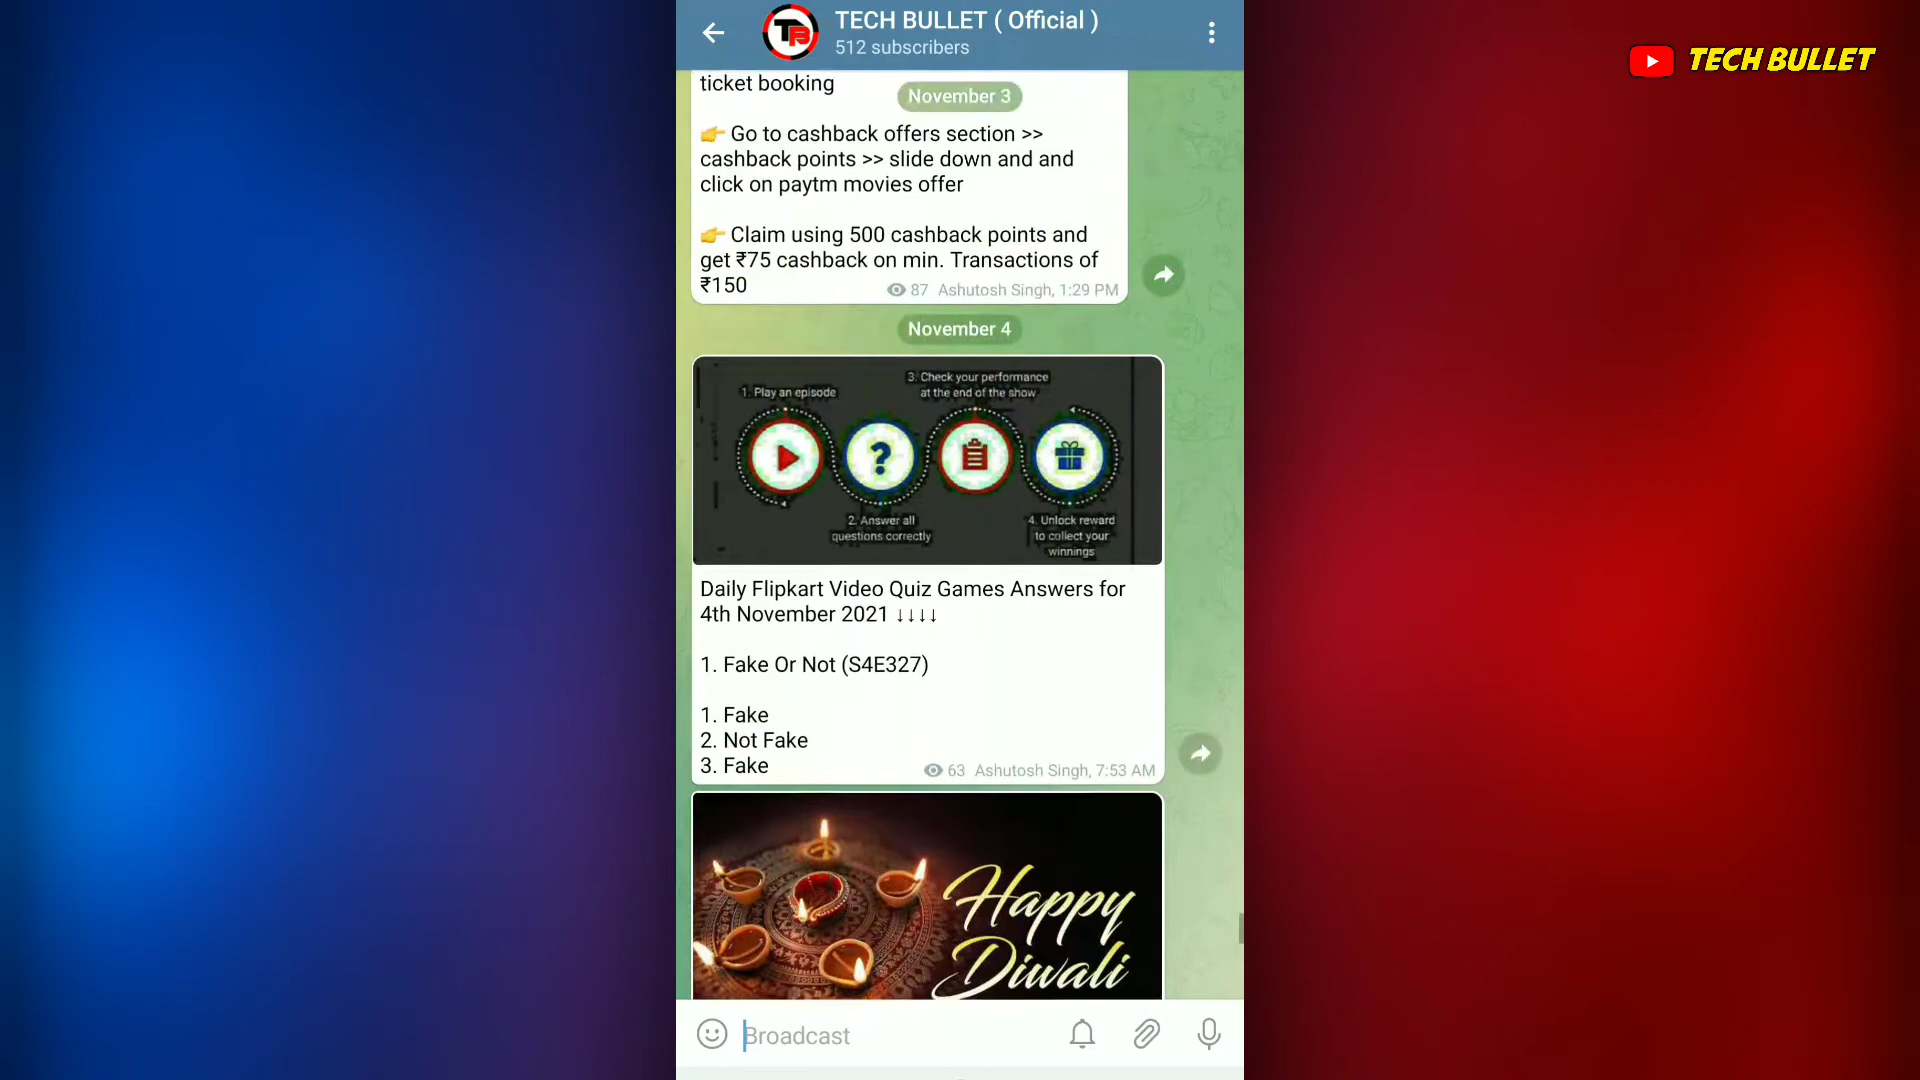 TECH BULLET ( Official )
512 subscribers
TECH BULLET
ticket booking
November 3
👉 Go to cashback offers section >>
cashback points >> slide down and and
click on paytm movies offer
👉 Claim using 500 cashback points and
get ₹75 cashback on min. Transactions of
₹150
87 Ashutosh Singh, 1:29 PM
November 4
1. Play an episode
3. Check your performance
at the end of the show
2. Answer all
questions correctly
4. Unlock reward
to collect your
winnings
Daily Flipkart Video Quiz Games Answers for
4th November 2021 ↓↓↓↓
1. Fake Or Not (S4E327)
1. Fake
2. Not Fake
3. Fake
63 Ashutosh Singh, 7:53 AM
Happy
Diwali
Broadcast